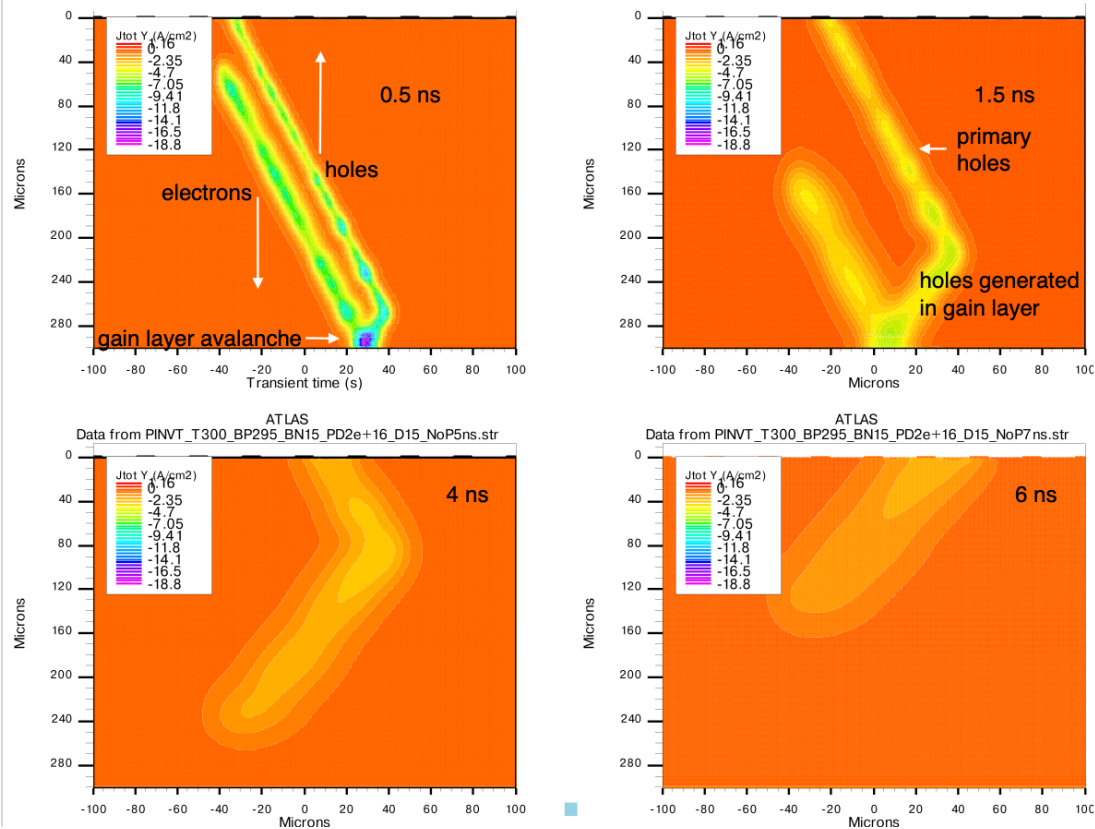 Jtot Y (A/cm2)
1.16
0
-2.35
-4.7
-7.05
-9.41
-11.8
-14.1
-16.5
-18.8
0.5 ns
holes
electrons
gain layer avalanche
Microns
0
40
80
120
160
200
240
280
-100 -80 -60 -40 -20 0 20 40 60 80 100
Transient time (s)
Jtot Y (A/cm2)
1.16
0
-2.35
-4.7
-7.05
-9.41
-11.8
-14.1
-16.5
-18.8
1.5 ns
primary
holes
holes generated
in gain layer
Microns
0
40
80
120
160
200
240
280
-100 -80 -60 -40 -20 0 20 40 60 80 100
Microns
ATLAS
Data from PINVT_T300_BP295_BN15_PD2e+16_D15_NoP5ns.str
Jtot Y (A/cm2)
1.16
0
-2.35
-4.7
-7.05
-9.41
-11.8
-14.1
-16.5
-18.8
4 ns
Microns
0
40
80
120
160
200
240
280
-100 -80 -60 -40 -20 0 20 40 60 80 100
Microns
ATLAS
Data from PINVT_T300_BP295_BN15_PD2e+16_D15_NoP7ns.str
Jtot Y (A/cm2)
1.16
0
-2.35
-4.7
-7.05
-9.41
-11.8
-14.1
-16.5
-18.8
6 ns
Microns
0
40
80
120
160
200
240
280
-100 -80 -60 -40 -20 0 20 40 60 80 100
Microns